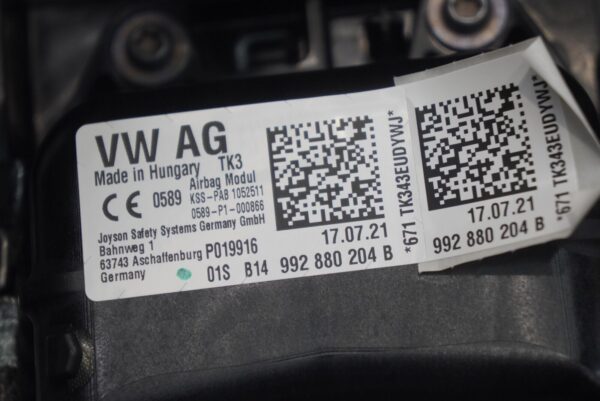 VW AG
Made in Hungary TK3
CE 0589 Airbag Modul
KSS-PAB 1052511
0589-P1-000866
Joyson Safety Systems Germany GmbH
Bahnweg 1
63743 Aschaffenburg P019916
Germany
01S B14
17.07.21
992 880 204 B
*671 TK343EUDYWJ*
17.07.21
992 880 204 B
*671 TK343EUDYWJ*